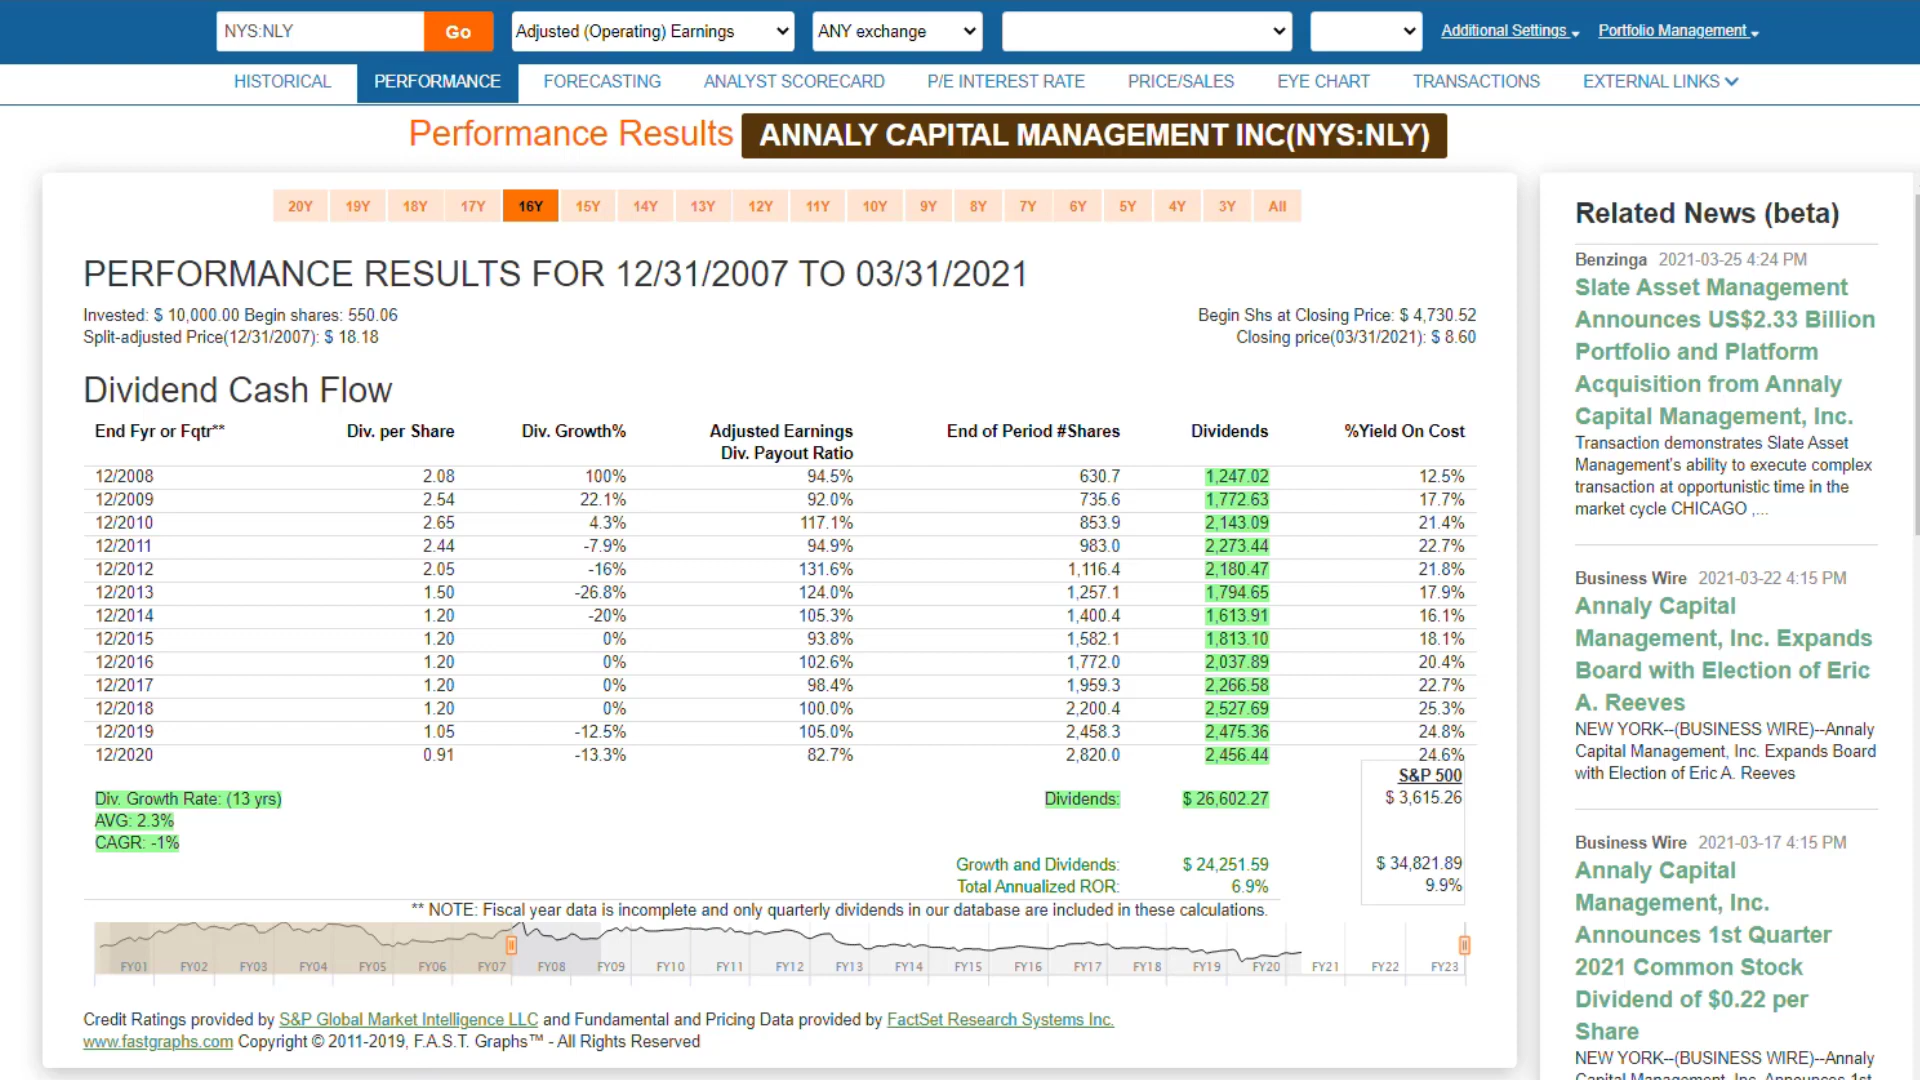 NYS:NLY Go Adjusted (Operating) Earnings ANY exchange Additional Settings Portfolio Management
HISTORICAL PERFORMANCE FORECASTING ANALYST SCORECARD P/E INTEREST RATE PRICE/SALES EYE CHART TRANSACTIONS EXTERNAL LINKS
Performance Results ANNALY CAPITAL MANAGEMENT INC(NYS:NLY)
20Y 19Y 18Y 17Y 16Y 15Y 14Y 13Y 12Y 11Y 10Y 9Y 8Y 7Y 6Y 5Y 4Y 3Y All
PERFORMANCE RESULTS FOR 12/31/2007 TO 03/31/2021
Invested: $ 10,000.00 Begin shares: 550.06 Begin Shs at Closing Price: $ 4,730.52
Split-adjusted Price(12/31/2007): $ 18.18 Closing price(03/31/2021): $ 8.60
Dividend Cash Flow
End Fyr or Fqtr** Div. per Share Div. Growth% Adjusted Earnings End of Period #Shares Dividends %Yield On Cost
Div. Payout Ratio
12/2008 2.08 100% 94.5% 630.7 1,247.02 12.5%
12/2009 2.54 22.1% 92.0% 735.6 1,772.63 17.7%
12/2010 2.65 4.3% 117.1% 853.9 2,143.09 21.4%
12/2011 2.44 -7.9% 94.9% 983.0 2,273.44 22.7%
12/2012 2.05 -16% 131.6% 1,116.4 2,180.47 21.8%
12/2013 1.50 -26.8% 124.0% 1,257.1 1,794.65 17.9%
12/2014 1.20 -20% 105.3% 1,400.4 1,613.91 16.1%
12/2015 1.20 0% 93.8% 1,582.1 1,813.10 18.1%
12/2016 1.20 0% 102.6% 1,772.0 2,037.89 20.4%
12/2017 1.20 0% 98.4% 1,959.3 2,266.58 22.7%
12/2018 1.20 0% 100.0% 2,200.4 2,527.69 25.3%
12/2019 1.05 -12.5% 105.0% 2,458.3 2,475.36 24.8%
12/2020 0.91 -13.3% 82.7% 2,820.0 2,456.44 24.6%
S&P 500
Div. Growth Rate: (13 yrs) Dividends: $ 26,602.27 $ 3,615.26
AVG: 2.3%
CAGR: -1%
Growth and Dividends: $ 24,251.59 $ 34,821.89
Total Annualized ROR: 6.9% 9.9%
** NOTE: Fiscal year data is incomplete and only quarterly dividends in our database are included in these calculations.
FY01 FY02 FY03 FY04 FY05 FY06 FY07 FY08 FY09 FY10 FY11 FY12 FY13 FY14 FY15 FY16 FY17 FY18 FY19 FY20 FY21 FY22 FY23
Credit Ratings provided by S&P Global Market Intelligence LLC and Fundamental and Pricing Data provided by FactSet Research Systems Inc.
www.fastgraphs.com Copyright © 2011-2019, F.A.S.T. Graphs™ - All Rights Reserved
Related News (beta)
Benzinga 2021-03-25 4:24 PM
Slate Asset Management
Announces US$2.33 Billion
Portfolio and Platform
Acquisition from Annaly
Capital Management, Inc.
Transaction demonstrates Slate Asset
Management's ability to execute complex
transaction at opportunistic time in the
market cycle CHICAGO ,...
Business Wire 2021-03-22 4:15 PM
Annaly Capital
Management, Inc. Expands
Board with Election of Eric
A. Reeves
NEW YORK--(BUSINESS WIRE)--Annaly
Capital Management, Inc. Expands Board
with Election of Eric A. Reeves
Business Wire 2021-03-17 4:15 PM
Annaly Capital
Management, Inc.
Announces 1st Quarter
2021 Common Stock
Dividend of $0.22 per
Share
NEW YORK--(BUSINESS WIRE)--Annaly
Capital Management, Inc. Announces 1st